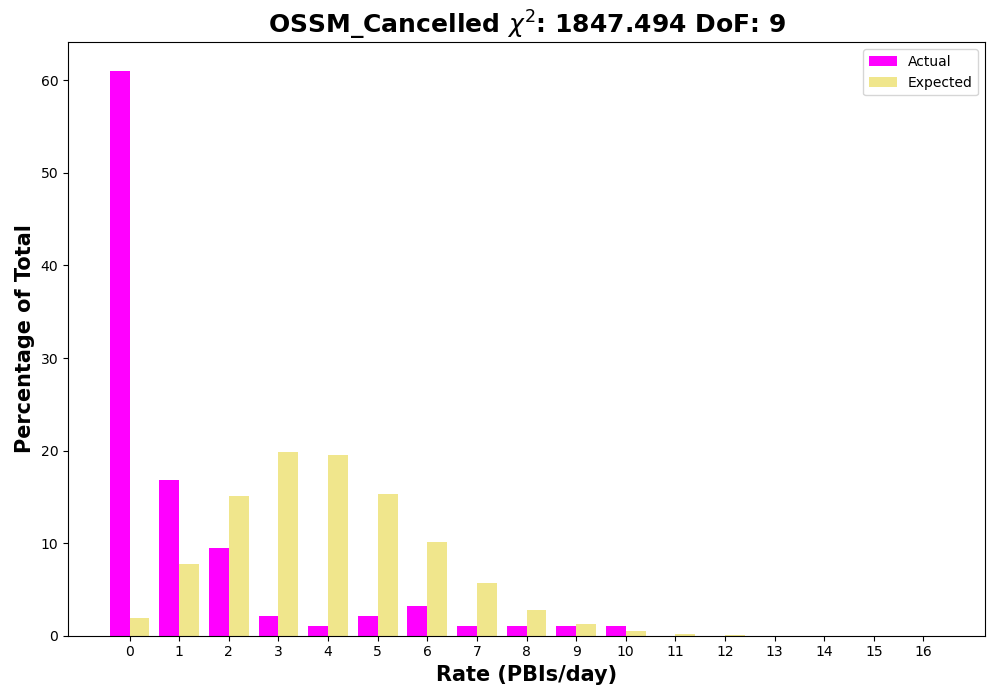 OSSM_Cancelled χ²: 1847.494 DoF: 9
Actual
Expected
Percentage of Total
60
50
40
30
20
10
0
0 1 2 3 4 5 6 7 8 9 10 11 12 13 14 15 16
Rate (PBIs/day)